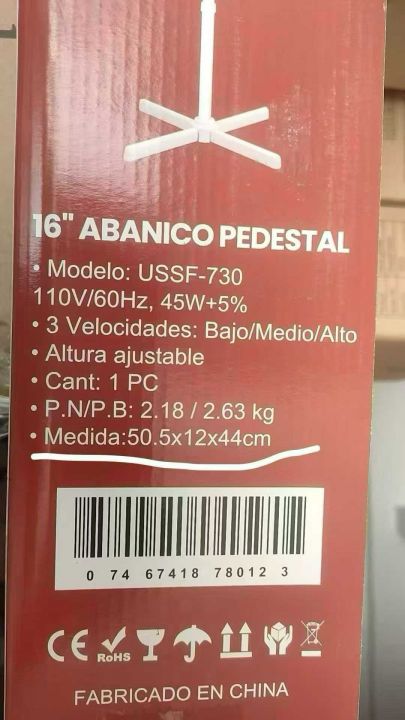 16" ABANICO PEDESTAL
• Modelo: USSF-730
110V/60Hz, 45W+5%
• 3 Velocidades: Bajo/Medio/Alto
• Altura ajustable
• Cant: 1 PC
• P.N/P.B: 2.18 / 2.63 kg
• Medida:50.5x12x44cm
0 74 67418 78012 3
CE RoHS
FABRICADO EN CHINA